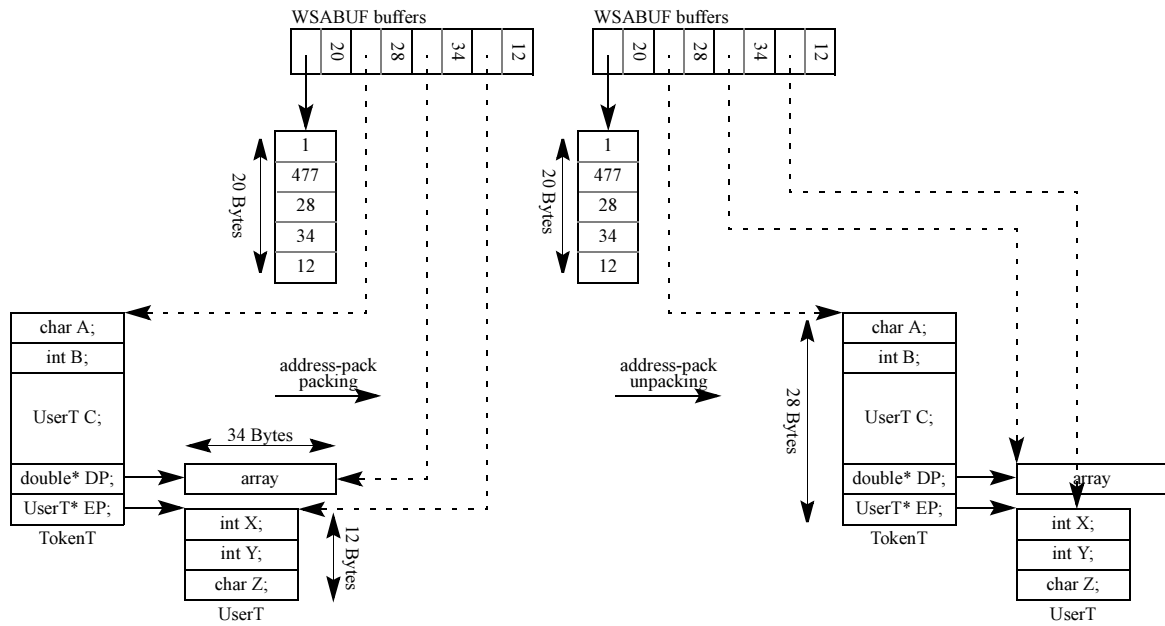 WSABUF buffers
20 28 34 12
1
477
28
34
12
20 Bytes
WSABUF buffers
20 28 34 12
1
477
28
34
12
20 Bytes
char A;
int B;
UserT C;
double* DP;
UserT* EP;
TokenT
address-pack
packing
34 Bytes
array
int X;
int Y;
char Z;
UserT
12 Bytes
address-pack
unpacking
28 Bytes
char A;
int B;
UserT C;
double* DP;
UserT* EP;
TokenT
array
int X;
int Y;
char Z;
UserT